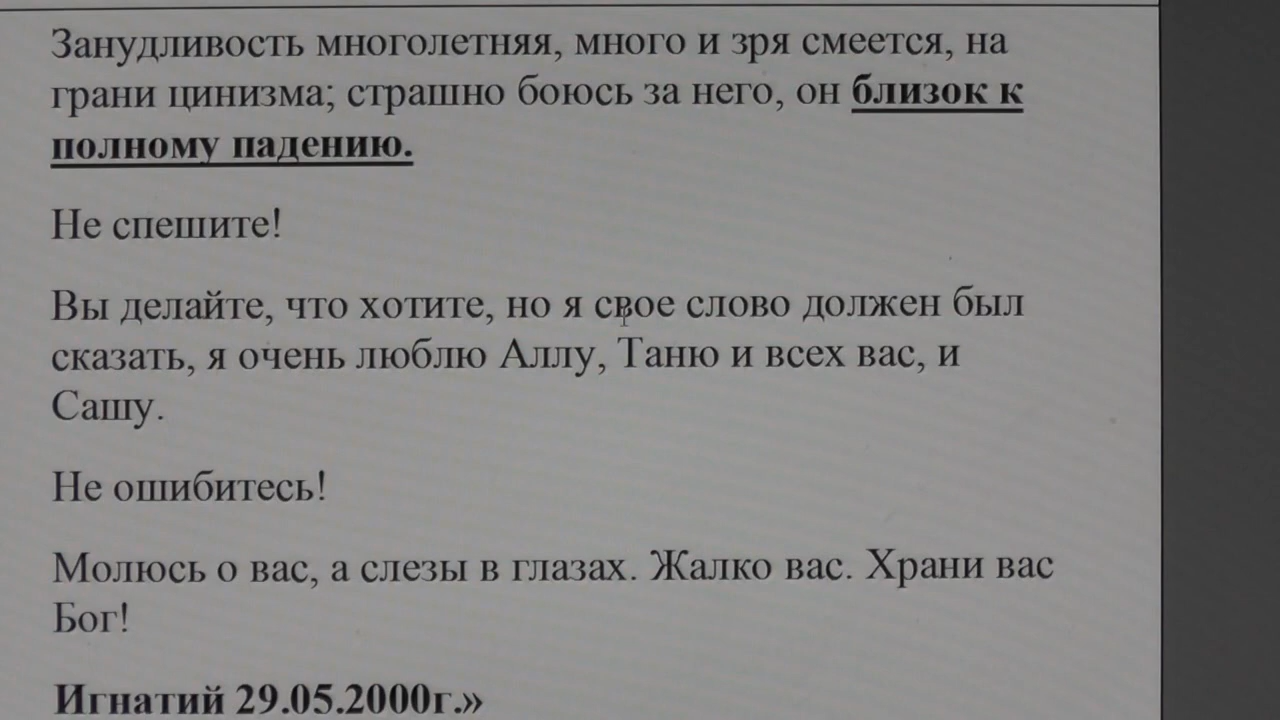 Занудливость многолетняя, много и зря смеется, на
грани цинизма; страшно боюсь за него, он близок к
полному падению.
Не спешите!
Вы делайте, что хотите, но я свое слово должен был
сказать, я очень люблю Аллу, Таню и всех вас, и
Сашу.
Не ошибитесь!
Молюсь о вас, а слезы в глазах. Жалко вас. Храни вас
Бог!
Игнатий 29.05.2000г.»